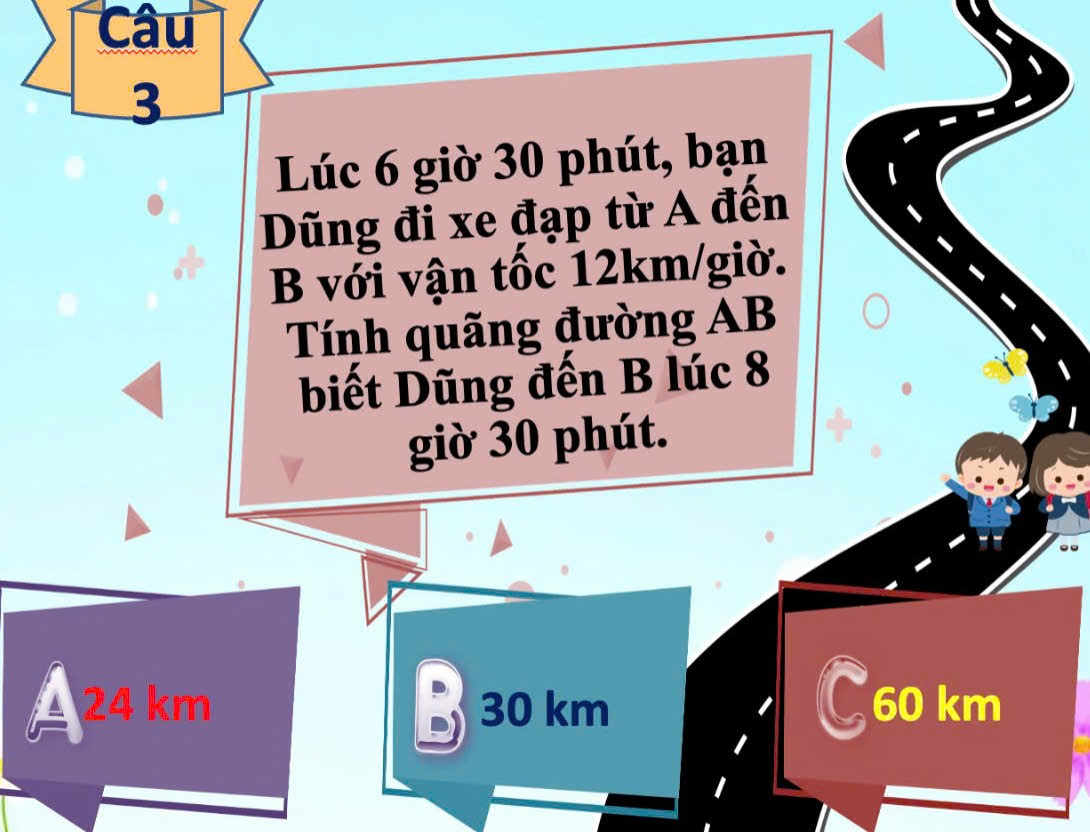 Câu
3
Lúc 6 giờ 30 phút, bạn
Dũng đi xe đạp từ A đến
B với vận tốc 12km/giờ.
Tính quãng đường AB
biết Dũng đến B lúc 8
giờ 30 phút.
A 24 km
B 30 km
C 60 km